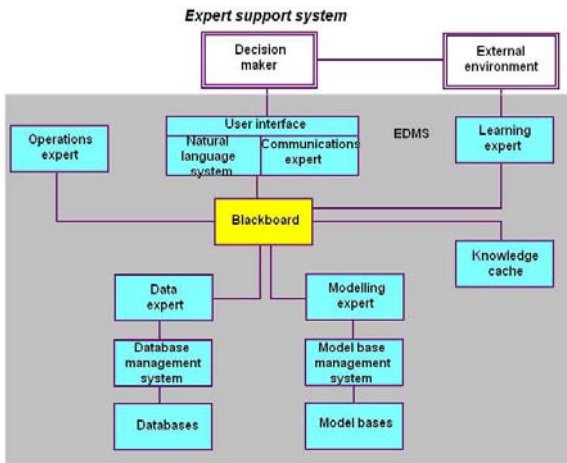 Expert support system
Decision
maker
External
environment
User interface
Natural
language
system
Communications
expert
EDMS
Operations
expert
Learning
expert
Blackboard
Knowledge
cache
Data
expert
Modelling
expert
Database
management
system
Model base
management
system
Databases
Model bases